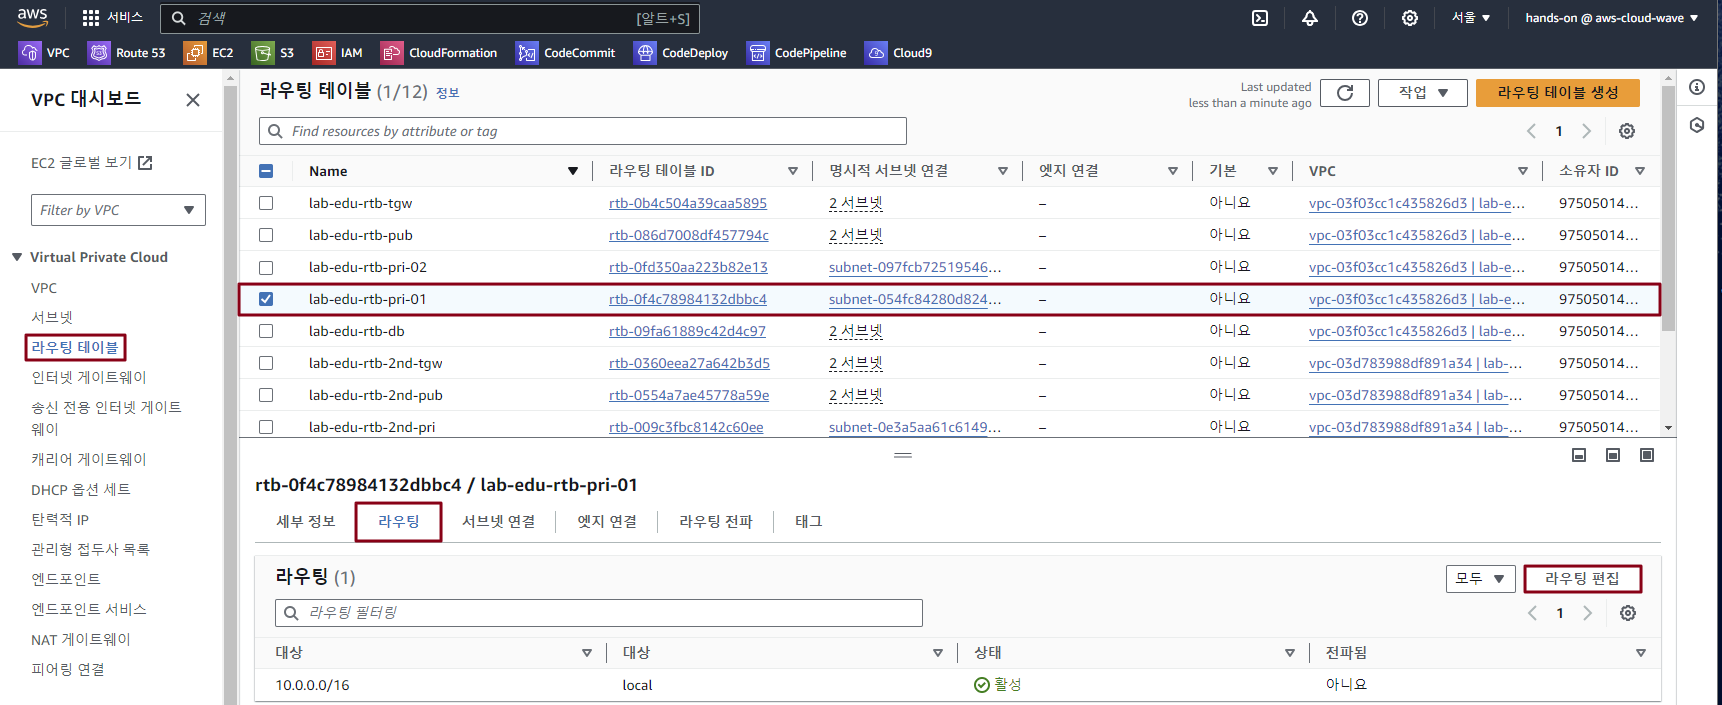 aws 서비스 검색 [알트+S] 서울 hands-on @ aws-cloud-wave
VPC Route 53 EC2 S3 IAM CloudFormation CodeCommit CodeDeploy CodePipeline Cloud9
VPC 대시보드
EC2 글로벌 보기
Filter by VPC
Virtual Private Cloud
VPC
서브넷
라우팅 테이블
인터넷 게이트웨이
송신 전용 인터넷 게이트
웨이
캐리어 게이트웨이
DHCP 옵션 세트
탄력적 IP
관리형 접두사 목록
엔드포인트
엔드포인트 서비스
NAT 게이트웨이
피어링 연결
라우팅 테이블 (1/12) 정보
Last updated
less than a minute ago
작업 라우팅 테이블 생성
Find resources by attribute or tag
1
Name 라우팅 테이블 ID 명시적 서브넷 연결 엣지 연결 기본 VPC 소유자 ID
lab-edu-rtb-tgw rtb-0b4c504a39caa5895 2 서브넷 – 아니요 vpc-03f03cc1c435826d3 | lab-e... 97505014...
lab-edu-rtb-pub rtb-086d7008df457794c 2 서브넷 – 아니요 vpc-03f03cc1c435826d3 | lab-e... 97505014...
lab-edu-rtb-pri-02 rtb-0fd350aa223b82e13 subnet-097fcb72519546... – 아니요 vpc-03f03cc1c435826d3 | lab-e... 97505014...
lab-edu-rtb-pri-01 rtb-0f4c78984132dbbc4 subnet-054fc84280d824... – 아니요 vpc-03f03cc1c435826d3 | lab-e... 97505014...
lab-edu-rtb-db rtb-09fa61889c42d4c97 2 서브넷 – 아니요 vpc-03f03cc1c435826d3 | lab-e... 97505014...
lab-edu-rtb-2nd-tgw rtb-0360eea27a642b3d5 2 서브넷 – 아니요 vpc-03d783988df891a34 | lab-... 97505014...
lab-edu-rtb-2nd-pub rtb-0554a7ae45778a59e 2 서브넷 – 아니요 vpc-03d783988df891a34 | lab-... 97505014...
lab-edu-rtb-2nd-pri rtb-009c3fbc8142c60ee subnet-0e3a5aa61c6149... – 아니요 vpc-03d783988df891a34 | lab-... 97505014...
rtb-0f4c78984132dbbc4 / lab-edu-rtb-pri-01
세부 정보 라우팅 서브넷 연결 엣지 연결 라우팅 전파 태그
라우팅 (1) 모두 라우팅 편집
라우팅 필터링 1
대상 대상 상태 전파됨
10.0.0.0/16 local 활성 아니요